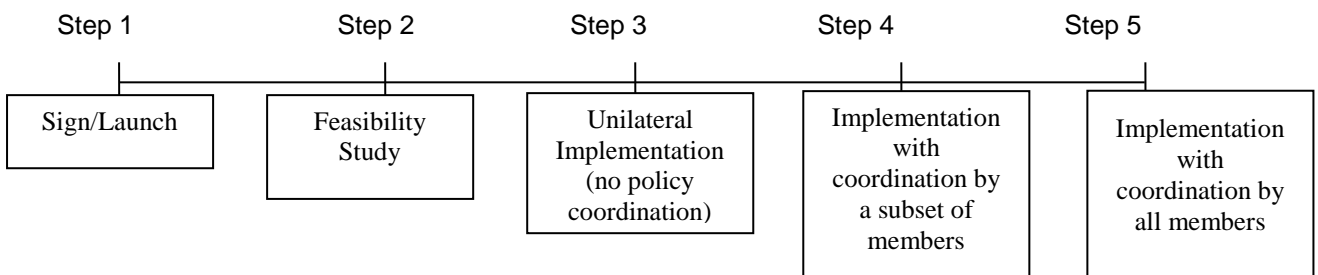 Step 1
Step 2
Step 3
Step 4
Step 5
Sign/Launch
Feasibility
Study
Unilateral
Implementation
(no policy
coordination)
Implementation
with
coordination by
a subset of
members
Implementation
with
coordination by
all members